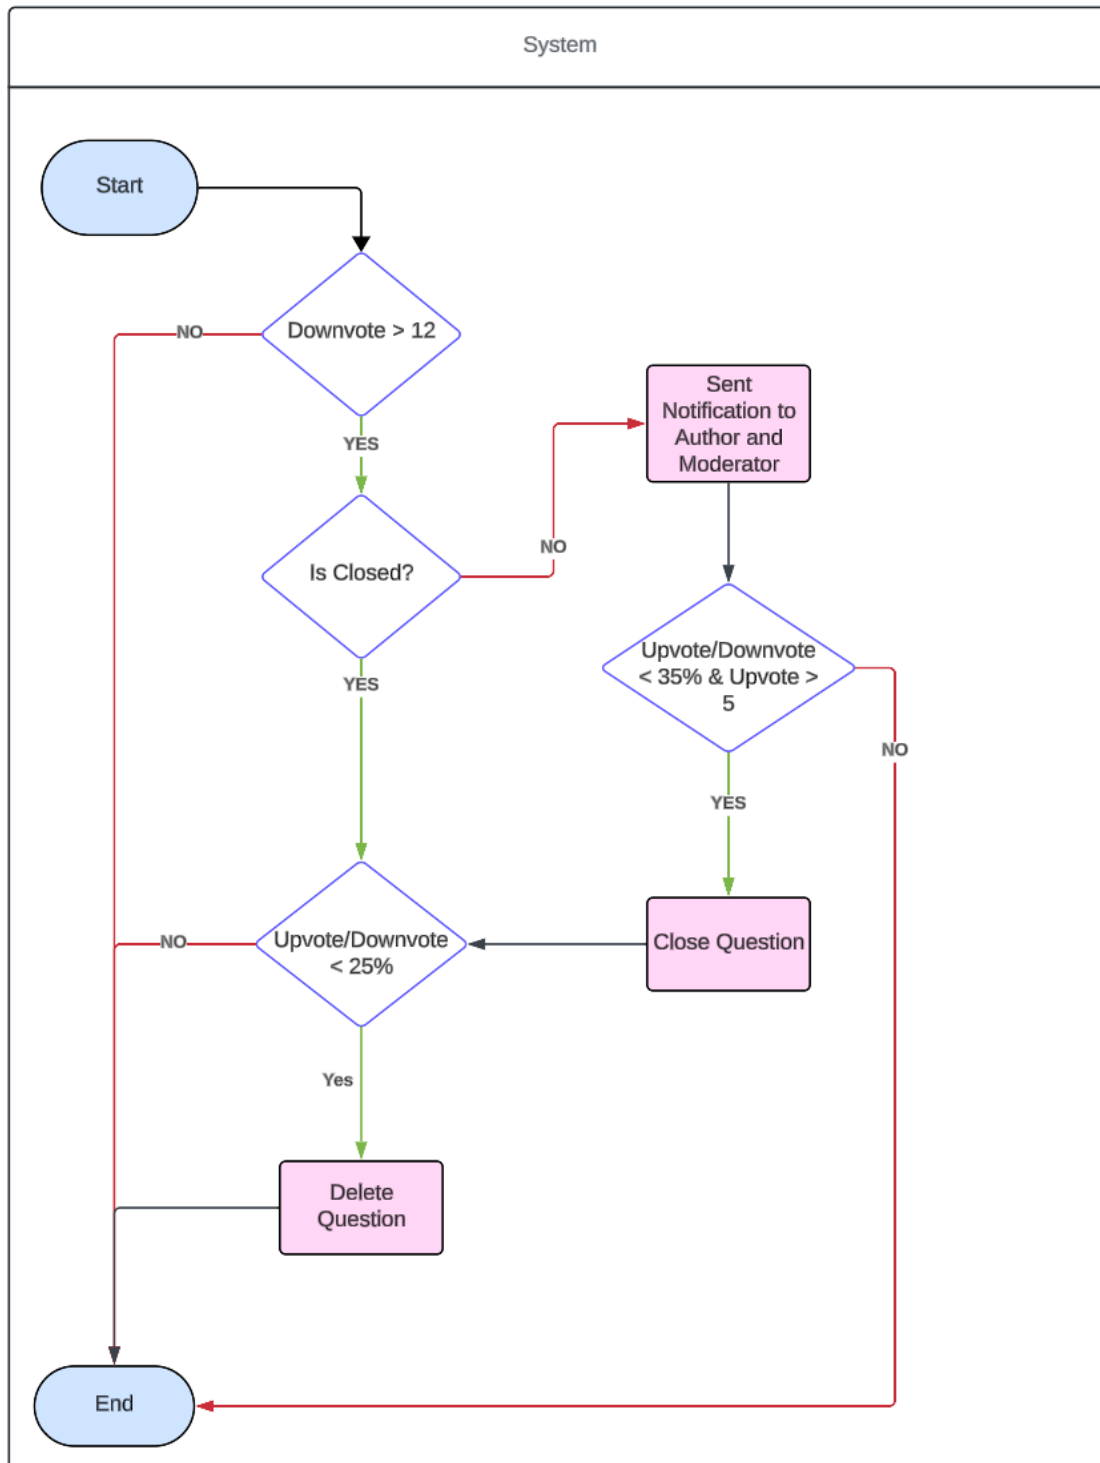 System
Start
Downvote > 12
NO
YES
Sent
Notification to
Author and
Moderator
Is Closed?
NO
YES
Upvote/Downvote
< 35% & Upvote >
5
NO
YES
Upvote/Downvote
< 25%
NO
Close Question
Yes
Delete
Question
End